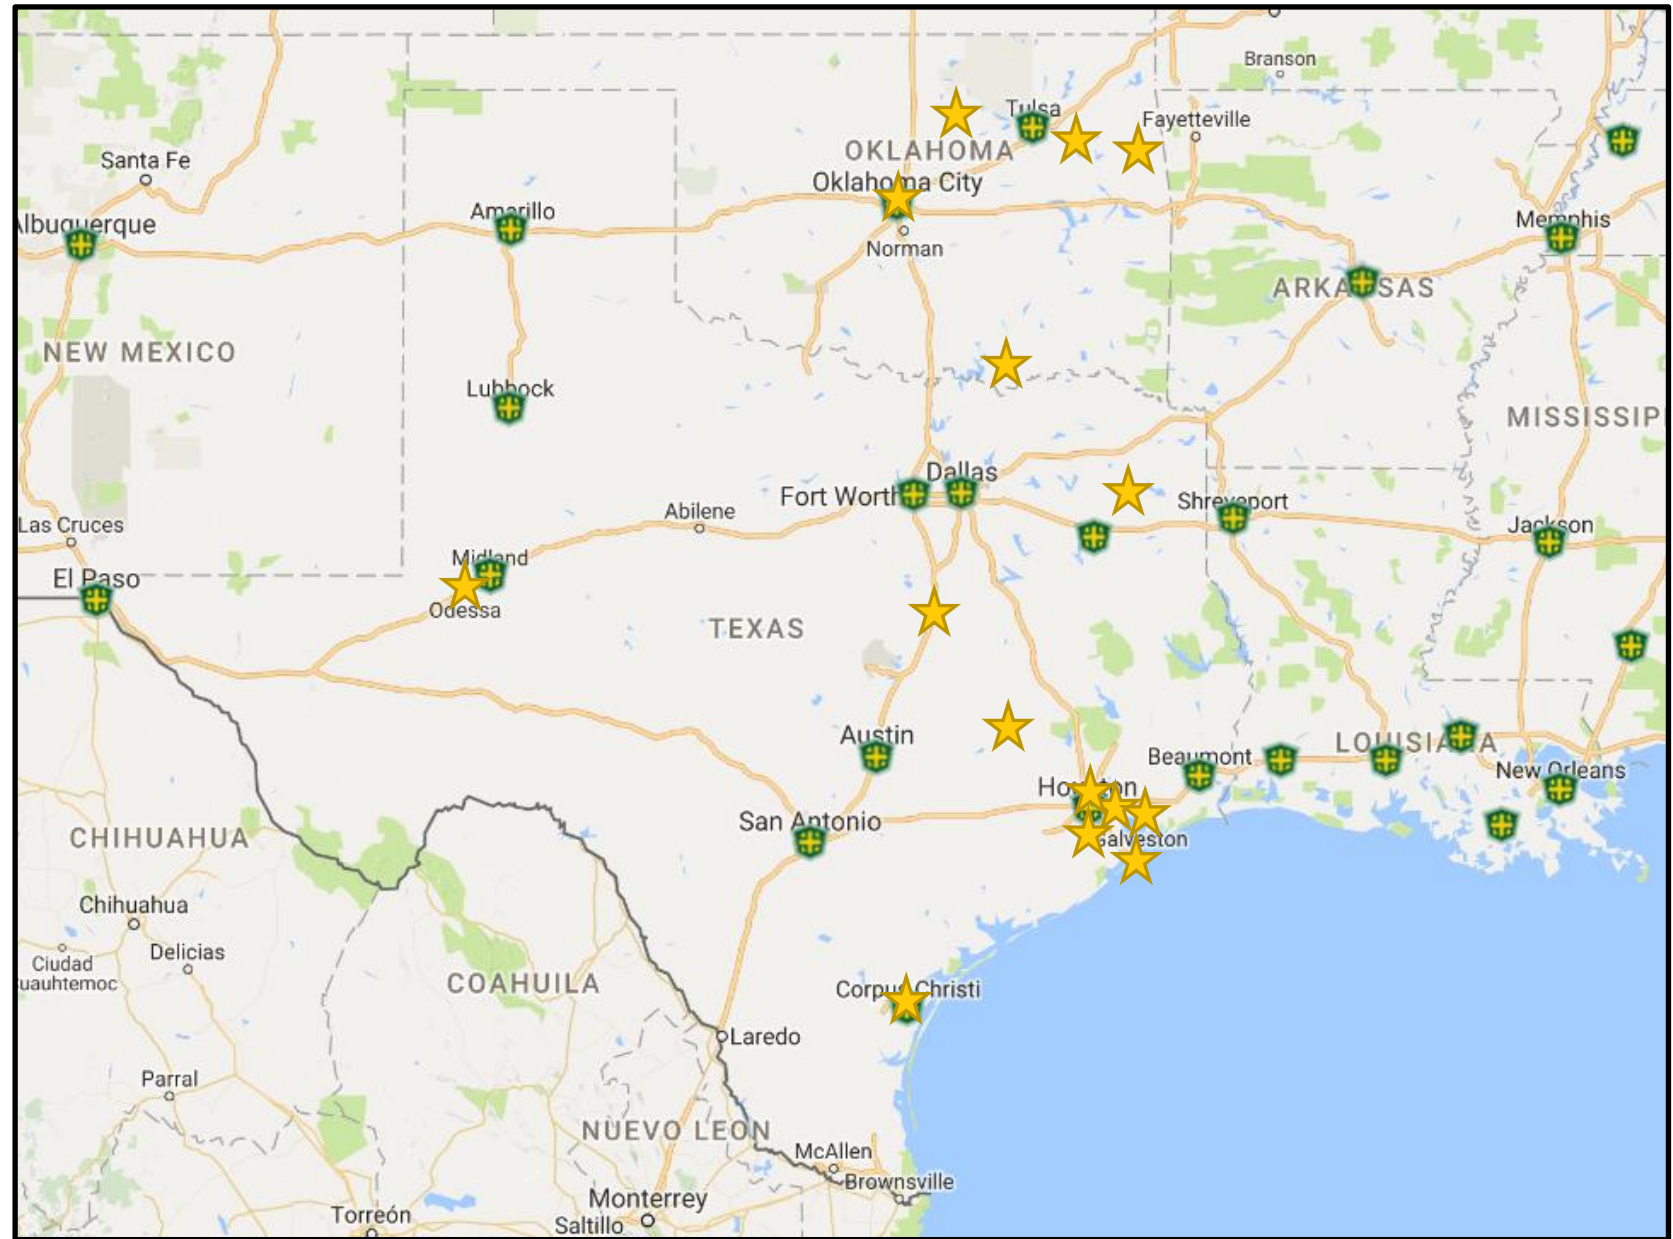 Branson
Tulsa
Fayetteville
OKLAHOMA
Santa Fe
Oklahoma City
Amarillo
Memphis
Albuquerque
Norman
ARKANSAS
NEW MEXICO
Lubbock
MISSISSIPI
Dallas
Fort Worth
Shreveport
Abilene
Las Cruces
Jackson
Midland
El Paso
Odessa
TEXAS
Austin
LOUISIANA
Beaumont
New Orleans
Houston
San Antonio
CHIHUAHUA
Galveston
Chihuahua
Delicias
Ciudad
Cuauhtemoc
COAHUILA
Corpus Christi
Laredo
Parral
NUEVO LEON
McAllen
Brownsville
Monterrey
Torreón
Saltillo